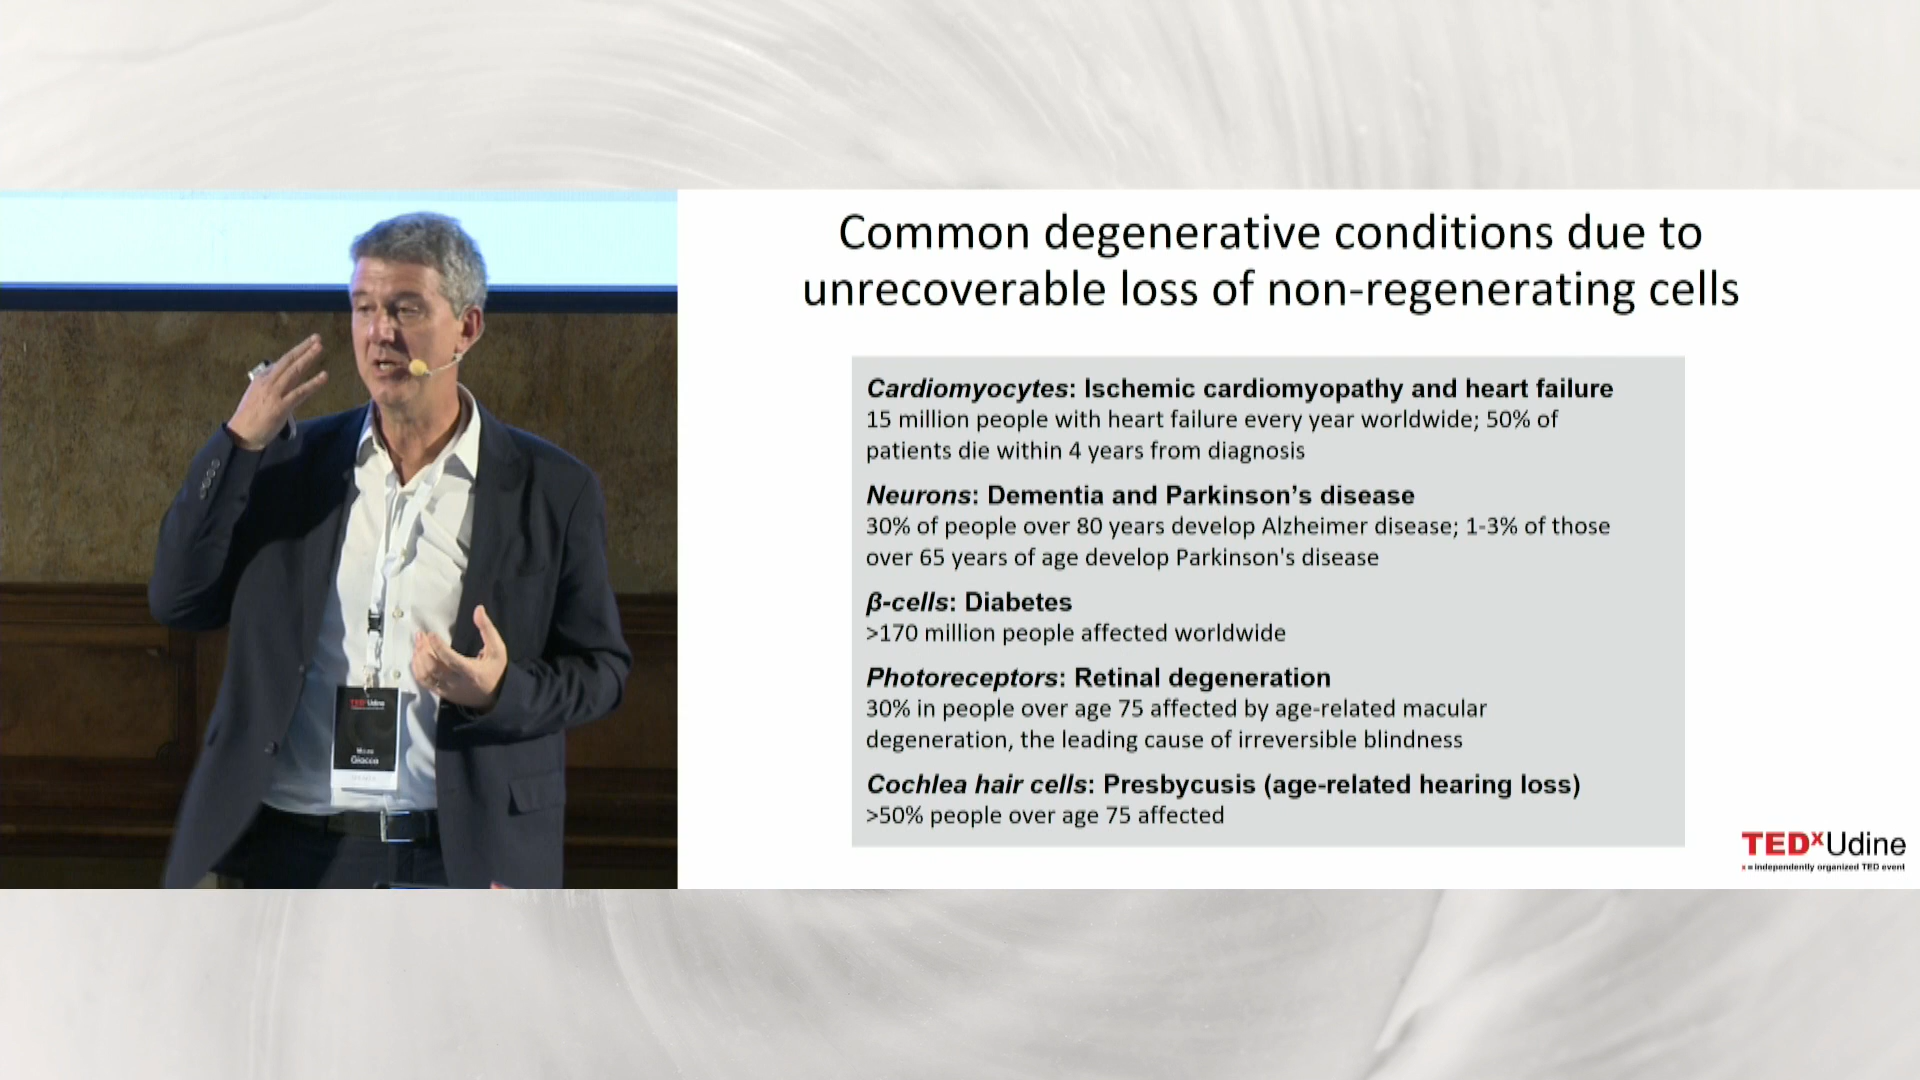 Common degenerative conditions due to
unrecoverable loss of non-regenerating cells
Cardiomyocytes: Ischemic cardiomyopathy and heart failure
15 million people with heart failure every year worldwide; 50% of
patients die within 4 years from diagnosis
Neurons: Dementia and Parkinson’s disease
30% of people over 80 years develop Alzheimer disease; 1-3% of those
over 65 years of age develop Parkinson's disease
β-cells: Diabetes
>170 million people affected worldwide
Photoreceptors: Retinal degeneration
30% in people over age 75 affected by age-related macular
degeneration, the leading cause of irreversible blindness
Cochlea hair cells: Presbycusis (age-related hearing loss)
>50% people over age 75 affected
TEDxUdine
x = independently organized TED event
TEDxUdine
Giacca